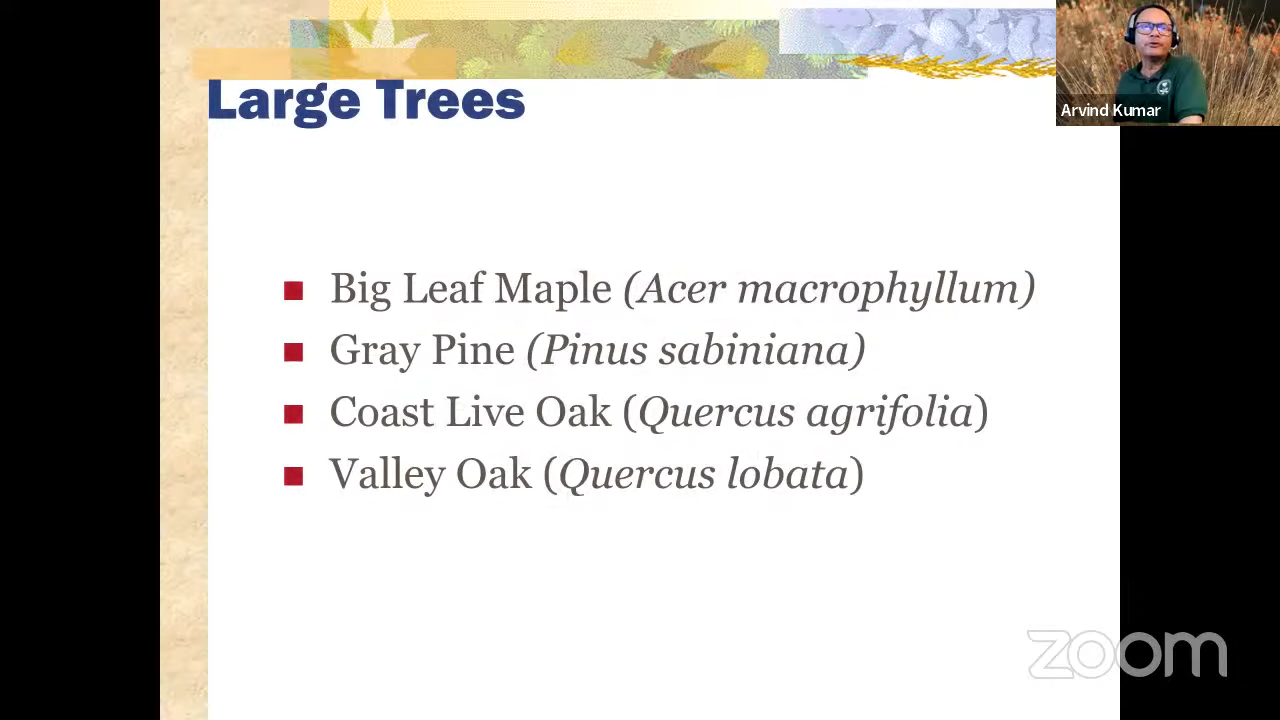 Large Trees
Arvind Kumar
Big Leaf Maple (Acer macrophyllum)
Gray Pine (Pinus sabiniana)
Coast Live Oak (Quercus agrifolia)
Valley Oak (Quercus lobata)
zoom